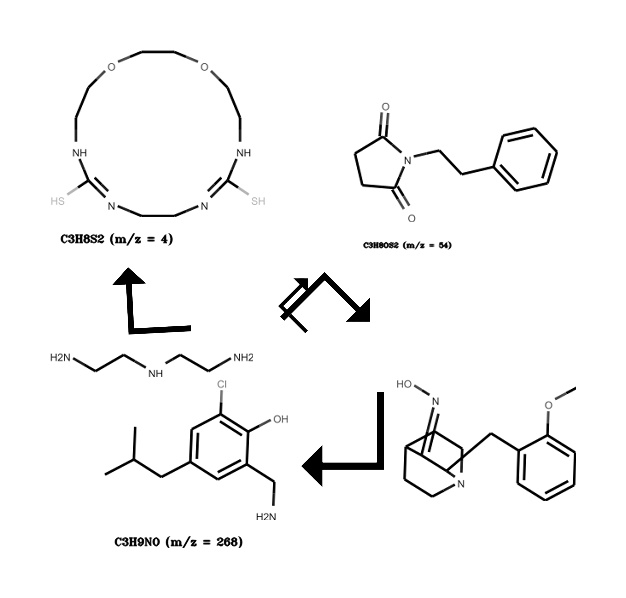 O O
NH NH
HS N N SH
C3H8S2 (m/z = 4)
O
N
O
C3H8OS2 (m/z = 54)
H2N NH NH2
Cl
OH
H2N
C3H9NO (m/z = 268)
HO
N
O
N